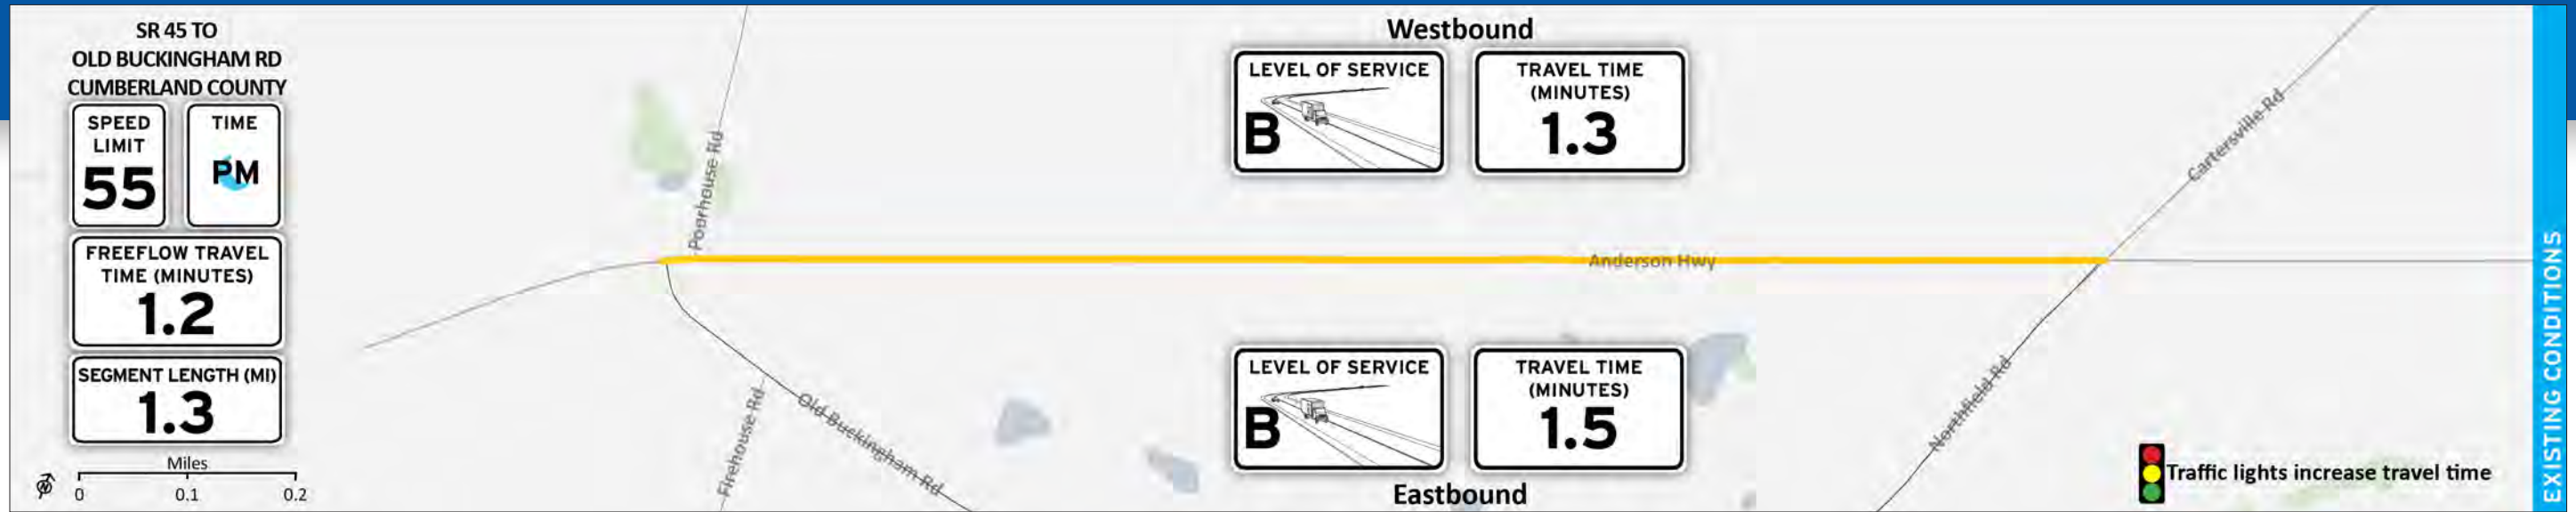 SR 45 TO
OLD BUCKINGHAM RD
CUMBERLAND COUNTY
SPEED
LIMIT
55
TIME
PM
FREEFLOW TRAVEL
TIME (MINUTES)
1.2
SEGMENT LENGTH (MI)
1.3
Miles
0 0.1 0.2
Poorhouse Rd
Firehouse Rd
Old Buckingham Rd
Westbound
LEVEL OF SERVICE
B
TRAVEL TIME
(MINUTES)
1.3
Anderson Hwy
LEVEL OF SERVICE
B
TRAVEL TIME
(MINUTES)
1.5
Eastbound
Cartersville Rd
Northfield Rd
Traffic lights increase travel time
EXISTING CONDITIONS